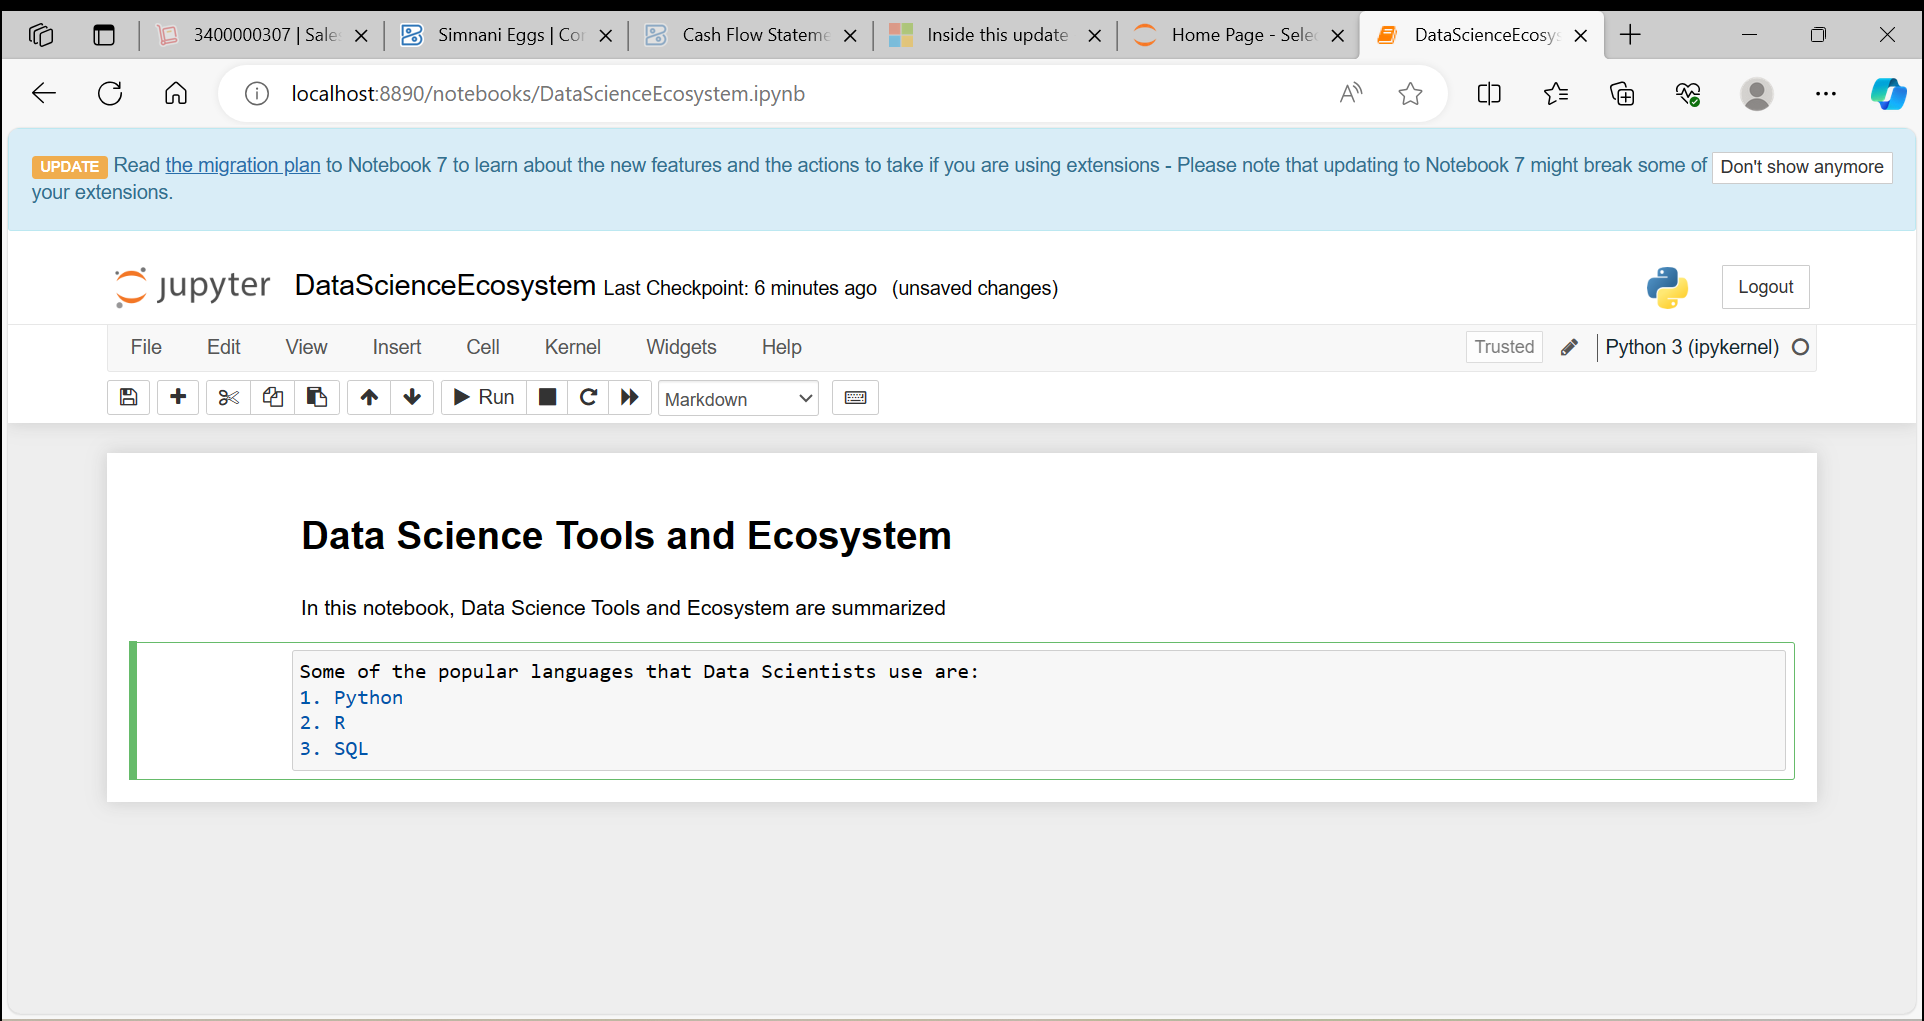 3400000307 | Sale
Simnani Eggs | Co
Cash Flow Stateme
Inside this update
Home Page - Selec
DataScienceEcosys
localhost:8890/notebooks/DataScienceEcosystem.ipynb
UPDATE Read the migration plan to Notebook 7 to learn about the new features and the actions to take if you are using extensions - Please note that updating to Notebook 7 might break some of
your extensions.
Don't show anymore
jupyter DataScienceEcosystem Last Checkpoint: 6 minutes ago (unsaved changes)
Logout
File Edit View Insert Cell Kernel Widgets Help
Trusted Python 3 (ipykernel)
Run Markdown
Data Science Tools and Ecosystem
In this notebook, Data Science Tools and Ecosystem are summarized
Some of the popular languages that Data Scientists use are:
1. Python
2. R
3. SQL